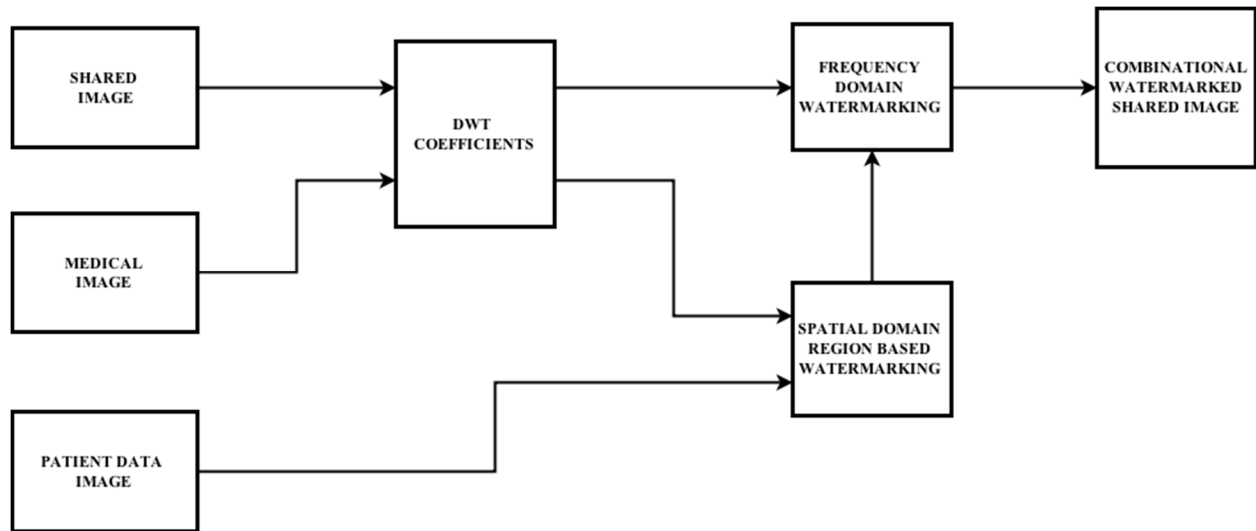 SHARED
IMAGE
MEDICAL
IMAGE
PATIENT DATA
IMAGE
DWT
COEFFICIENTS
FREQUENCY
DOMAIN
WATERMARKING
SPATIAL DOMAIN
REGION BASED
WATERMARKING
COMBINATIONAL
WATERMARKED
SHARED IMAGE